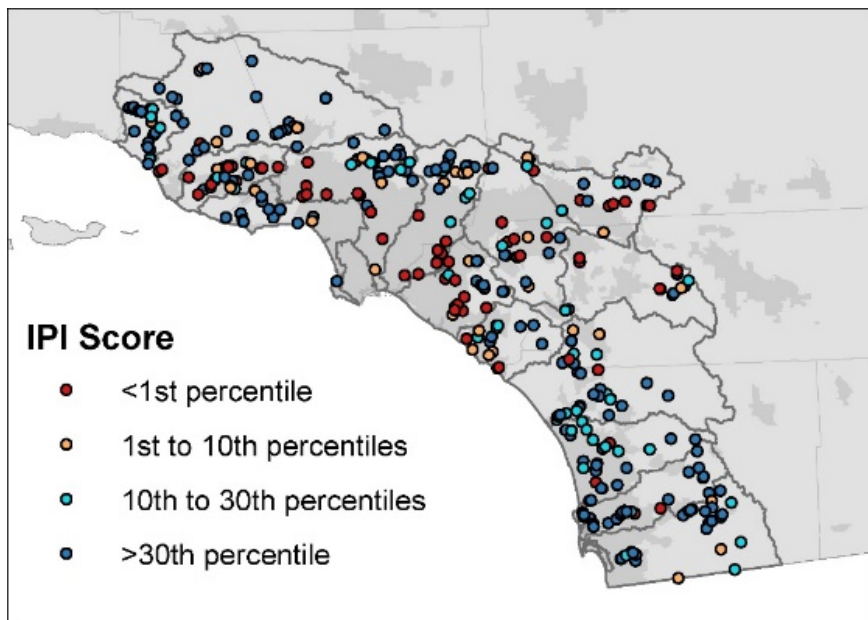 IPI Score
<1st percentile
1st to 10th percentiles
10th to 30th percentiles
>30th percentile